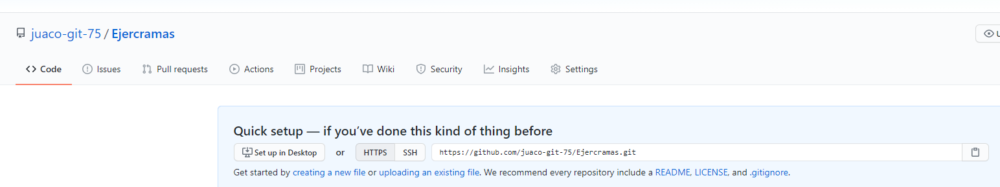 juaco-git-75 / Ejercramas
Code Issues Pull requests Actions Projects Wiki Security Insights Settings
Quick setup — if you’ve done this kind of thing before
Set up in Desktop or HTTPS SSH https://github.com/juaco-git-75/Ejercramas.git
Get started by creating a new file or uploading an existing file. We recommend every repository include a README, LICENSE, and .gitignore.